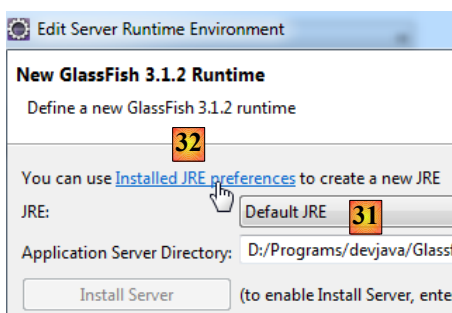 Edit Server Runtime Environment
New GlassFish 3.1.2 Runtime
Define a new GlassFish 3.1.2 runtime
32
You can use Installed JRE preferences to create a new JRE
JRE: Default JRE 31
Application Server Directory: D:/Programs/devjava/Glassf
Install Server (to enable Install Server, ente